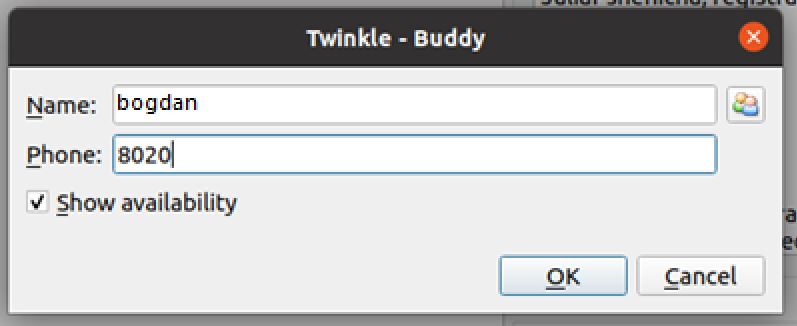 Twinkle - Buddy
Name: bogdan
Phone: 8020
Show availability
OK Cancel